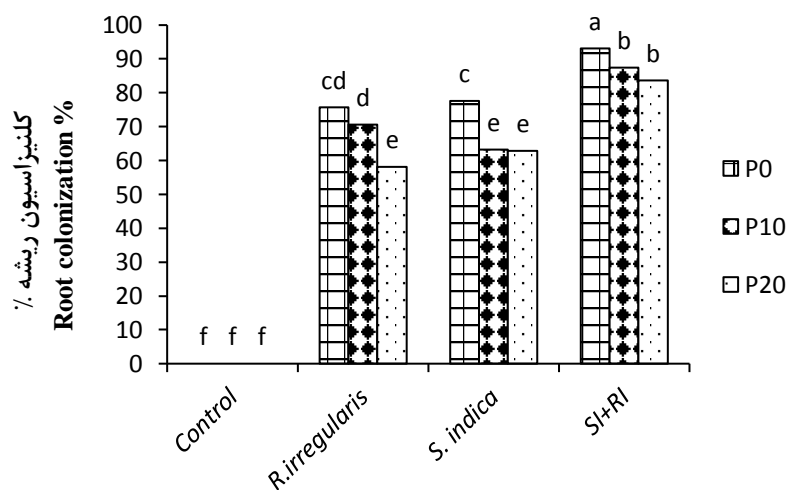 کلنیزاسیون ریشه %
Root colonization %
100
90
80
70
60
50
40
30
20
10
0
f f f
cd d e
c e e
a b b
Control
R.irregularis
S. indica
SI+RI
P0
P10
P20